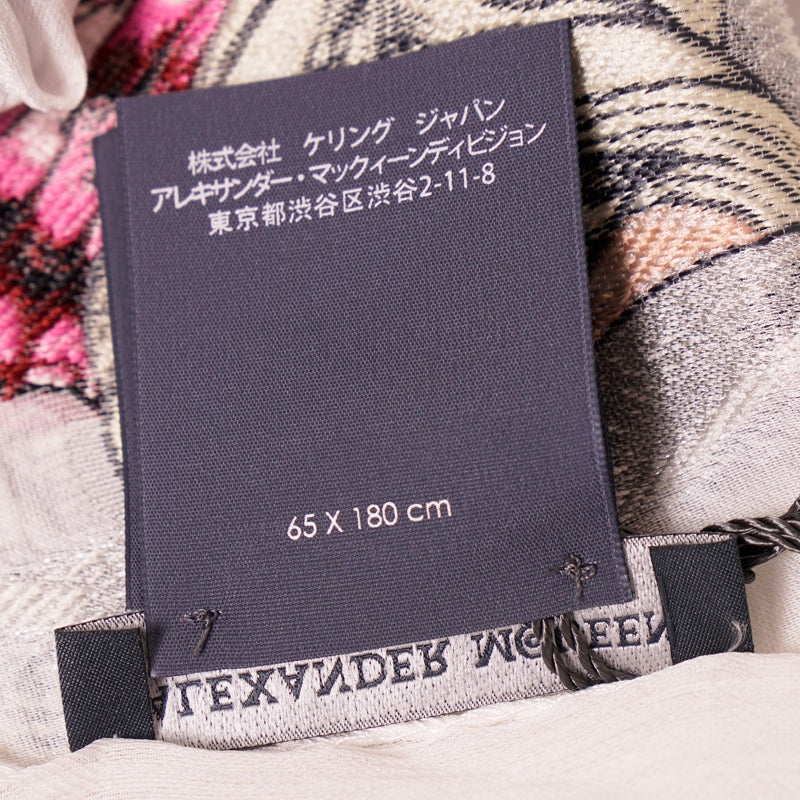 株式会社 ケリング ジャパン
アレキサンダー・マックィーンディビジョン
東京都渋谷区渋谷2-11-8
65 X 180 cm
ALEXANDER MCQUEEN